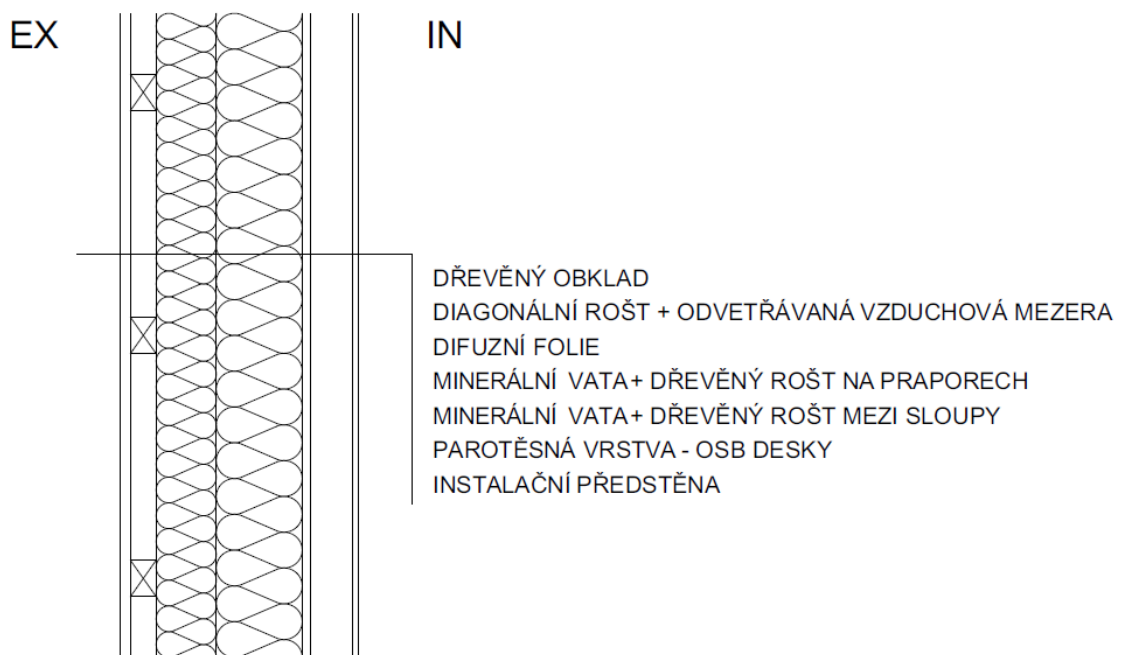 EX
IN
DŘEVĚNÝ OBKLAD
DIAGONÁLNÍ ROŠT + ODVETŘÁVANÁ VZDUCHOVÁ MEZERA
DIFUZNÍ FOLIE
MINERÁLNÍ VATA+ DŘEVĚNÝ ROŠT NA PRAPORECH
MINERÁLNÍ VATA+ DŘEVĚNÝ ROŠT MEZI SLOUPY
PAROTĚSNÁ VRSTVA - OSB DESKY
INSTALAČNÍ PŘEDSTĚNA